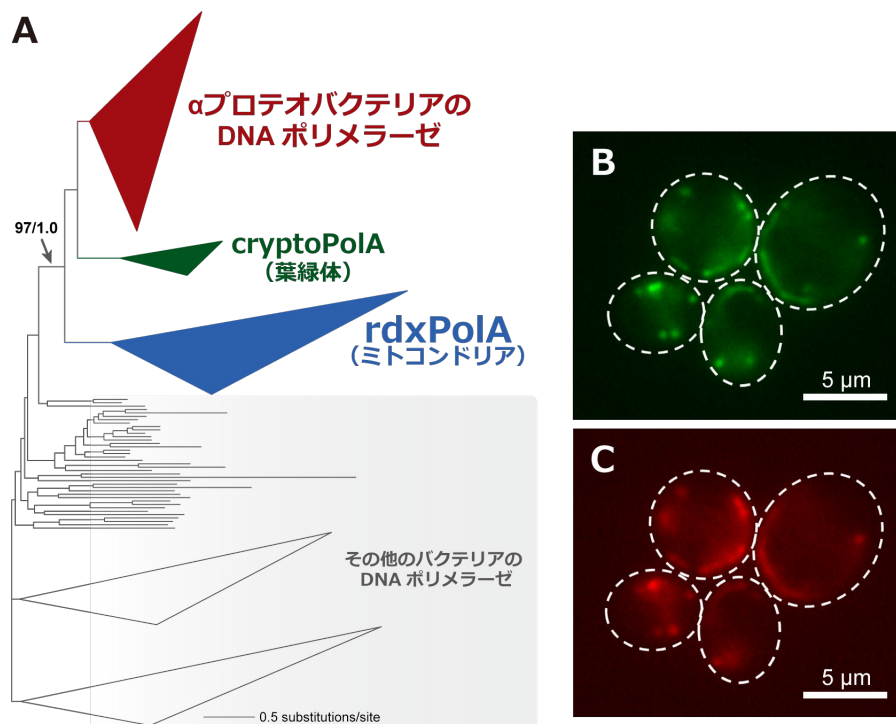 A
αプロテオバクテリアの
DNA ポリメラーゼ
97/1.0
cryptoPolA
（葉緑体）
rdxPolA
（ミトコンドリア）
その他のバクテリアの
DNA ポリメラーゼ
0.5 substitutions/site
B
5 µm
C
5 µm